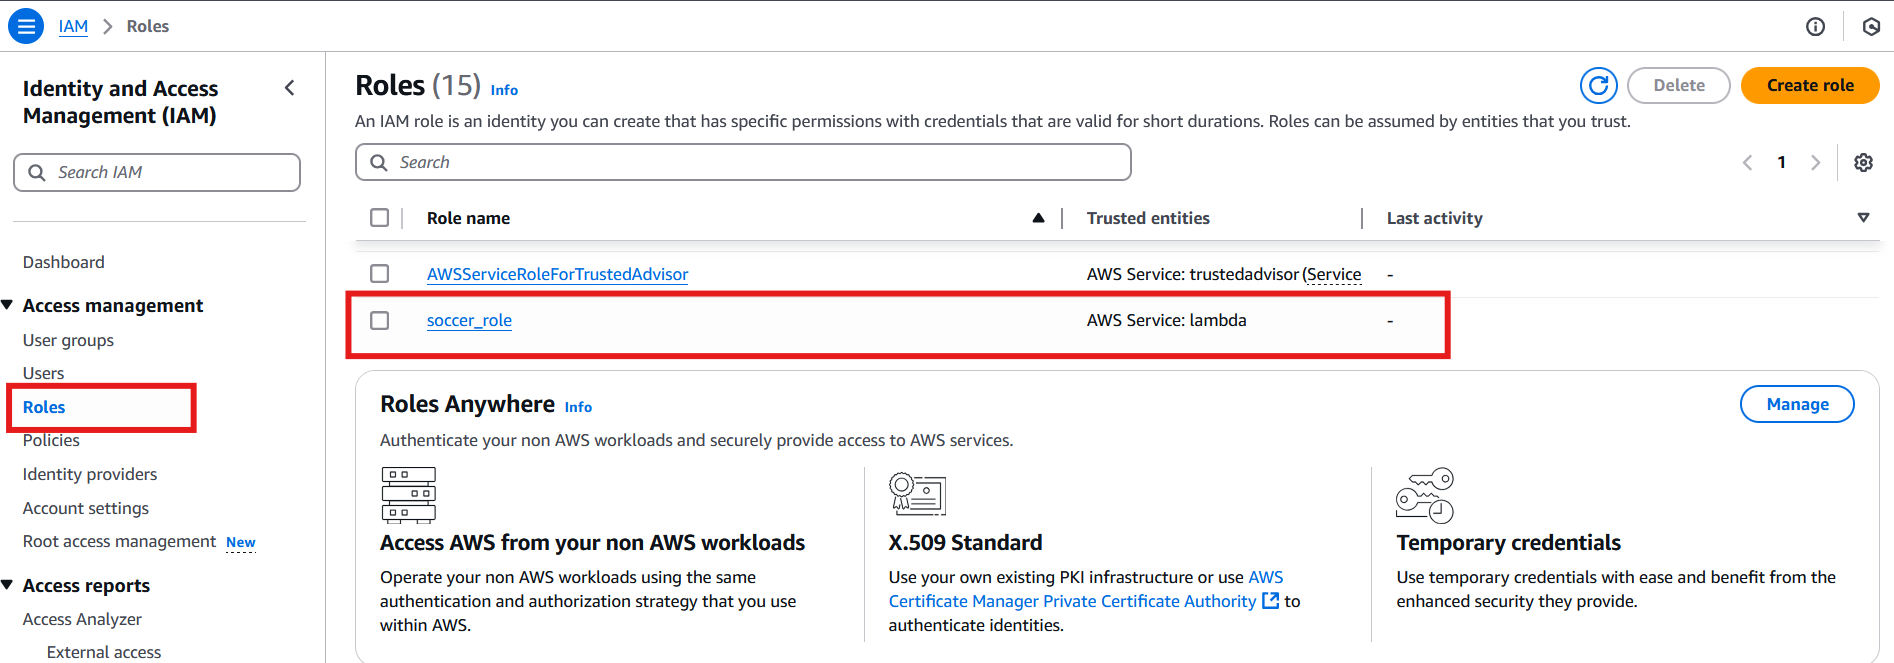 IAM > Roles
Identity and Access
Management (IAM)
Search IAM
Dashboard
Access management
User groups
Users
Roles
Policies
Identity providers
Account settings
Root access management New
Access reports
Access Analyzer
External access
Roles (15) Info
Delete
Create role
An IAM role is an identity you can create that has specific permissions with credentials that are valid for short durations. Roles can be assumed by entities that you trust.
Search
1
Role name
Trusted entities
Last activity
AWSServiceRoleForTrustedAdvisor
AWS Service: trustedadvisor (Service
-
soccer_role
AWS Service: lambda
-
Roles Anywhere Info
Manage
Authenticate your non AWS workloads and securely provide access to AWS services.
Access AWS from your non AWS workloads
Operate your non AWS workloads using the same
authentication and authorization strategy that you use
within AWS.
X.509 Standard
Use your own existing PKI infrastructure or use AWS
Certificate Manager Private Certificate Authority to
authenticate identities.
Temporary credentials
Use temporary credentials with ease and benefit from the
enhanced security they provide.